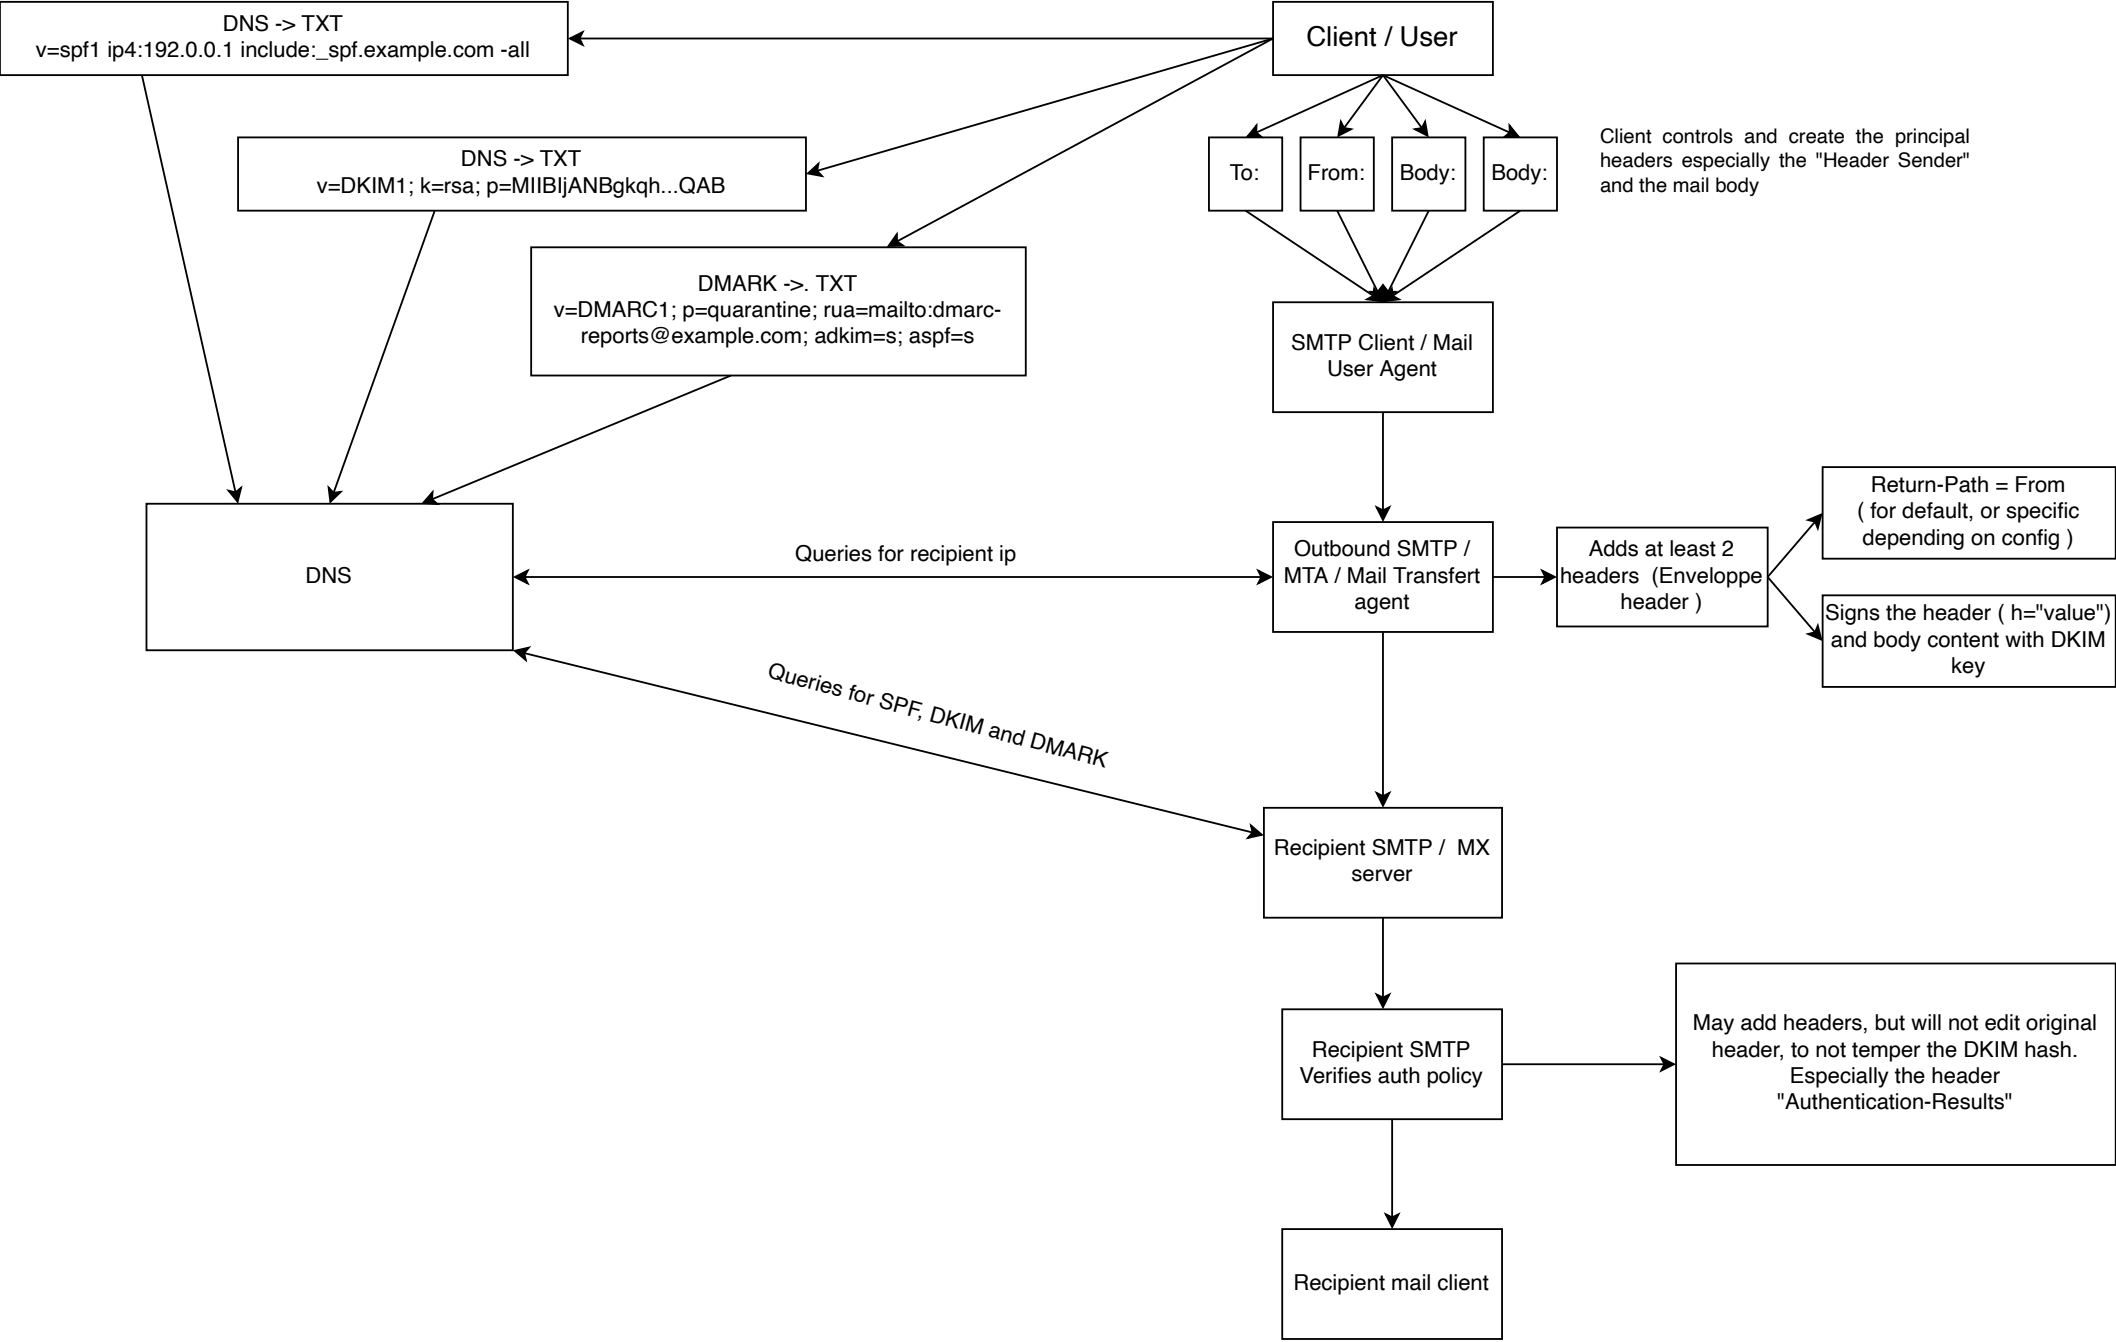 DNS -> TXT
v=spf1 ip4:192.0.0.1 include:_spf.example.com -all
Client / User
DNS -> TXT
v=DKIM1; k=rsa; p=MIIBIjANBgkqh...QAB
To:
From:
Body:
Body:
Client controls and create the principal
headers especially the "Header Sender"
and the mail body
DMARK ->. TXT
v=DMARC1; p=quarantine; rua=mailto:dmarc-
reports@example.com; adkim=s; aspf=s
SMTP Client / Mail
User Agent
DNS
Queries for recipient ip
Outbound SMTP /
MTA / Mail Transfert
agent
Adds at least 2
headers (Enveloppe
header )
Return-Path = From
( for default, or specific
depending on config )
Signs the header ( h="value")
and body content with DKIM
key
Queries for SPF, DKIM and DMARK
Recipient SMTP / MX
server
Recipient SMTP
Verifies auth policy
May add headers, but will not edit original
header, to not temper the DKIM hash.
Especially the header
"Authentication-Results"
Recipient mail client